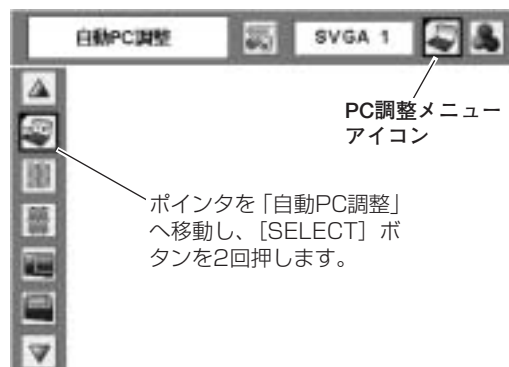 自動PC調整
SVGA 1
PC調整メニュー
アイコン
ポインタを「自動PC調整」
へ移動し、［SELECT］ボ
タンを2回押します。